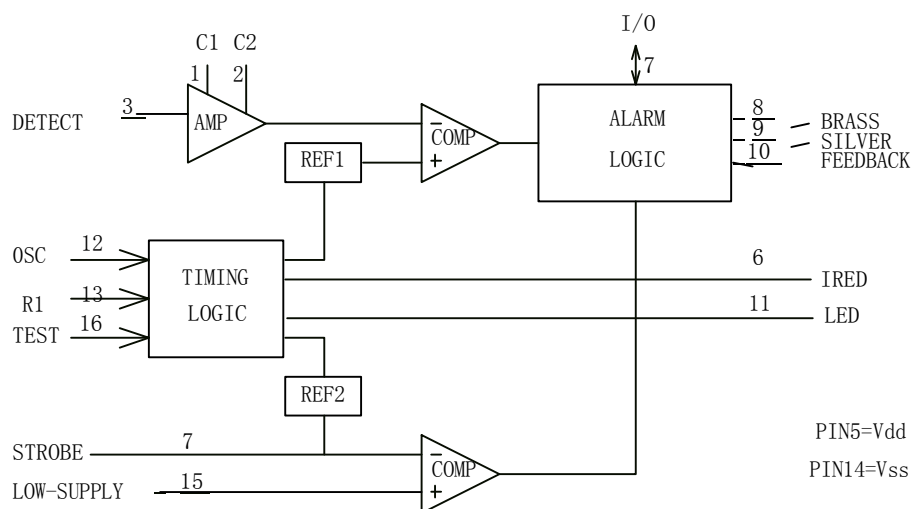 I/O
C1 C2
1 2 7
DETECT 3 AMP
ALARM
LOGIC
8 BRASS
9 SILVER
10 FEEDBACK
- COMP
+
REF1
OSC 12
R1 13
TEST 16
TIMING
LOGIC
6 IRED
11 LED
REF2
STROBE 7
- COMP
+
LOW-SUPPLY 15
PIN5=Vdd
PIN14=Vss